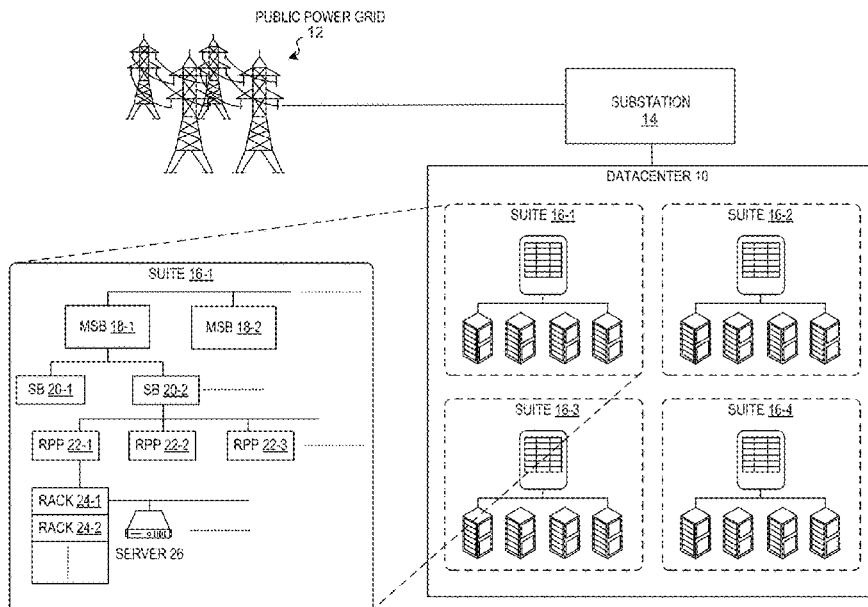 PUBLIC POWER GRID
12
SUBSTATION
14
DATACENTER 10
SUITE 16-1
SUITE 16-2
SUITE 16-3
SUITE 16-4
SUITE 16-1
MSB 18-1
MSB 18-2
SB 20-1
SB 20-2
RPP 22-1
RPP 22-2
RPP 22-3
RACK 24-1
RACK 24-2
SERVER 26